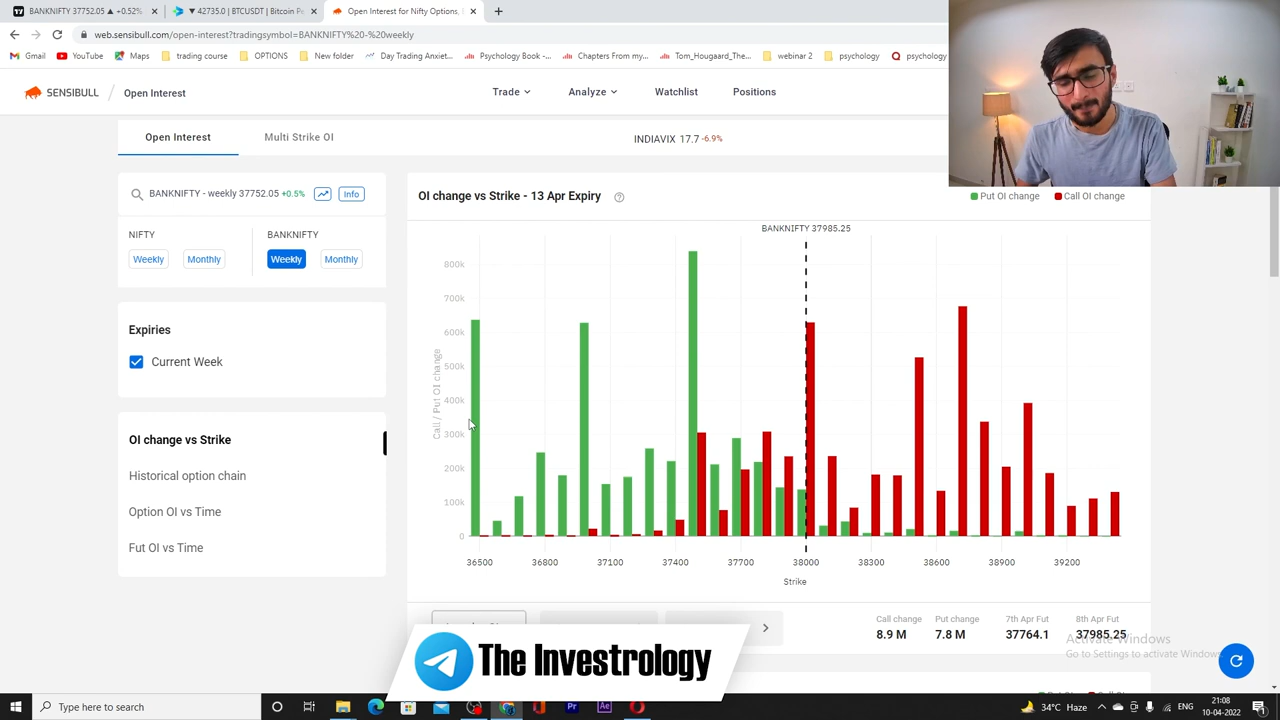 BANKNIFTY 37752.05 ▲ +0.52%
42735.0 | BTCUSDT | Bitcoin Pe
Open Interest for Nifty Options,
web.sensibull.com/open-interest?tradingsymbol=BANKNIFTY%20-%20weekly
Gmail
YouTube
Maps
trading course
OPTIONS
New folder
Day Trading Anxiet...
Psychology Book -...
Chapters From my...
Tom_Hougaard_The...
webinar 2
psychology
psychology
SENSIBULL
Open Interest
Trade
Analyze
Watchlist
Positions
Open Interest
Multi Strike OI
INDIAVIX 17.7 -6.9%
BANKNIFTY - weekly 37752.05 +0.5%
Info
NIFTY
BANKNIFTY
Weekly
Monthly
Weekly
Monthly
Expiries
Current Week
OI change vs Strike
Historical option chain
Option OI vs Time
Fut OI vs Time
OI change vs Strike - 13 Apr Expiry
Put OI change
Call OI change
BANKNIFTY 37985.25
Call / Put OI change
800k
700k
600k
500k
400k
300k
200k
100k
0
36500
36800
37100
37400
37700
38000
38300
38600
38900
39200
Strike
Call change
8.9 M
Put change
7.8 M
7th Apr Fut
37764.1
8th Apr Fut
37985.25
Activate Windows
Go to Settings to activate Windows.
The Investrology
Type here to search
34°C Haze
ENG
21:08
10-04-2022